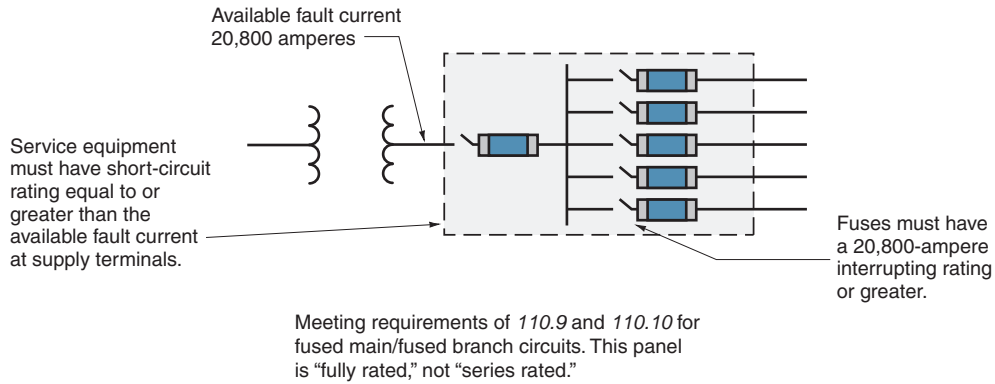 Available fault current
20,800 amperes
Service equipment
must have short-circuit
rating equal to or
greater than the
available fault current
at supply terminals.
Fuses must have
a 20,800-ampere
interrupting rating
or greater.
Meeting requirements of 110.9 and 110.10 for
fused main/fused branch circuits. This panel
is “fully rated,” not “series rated.”